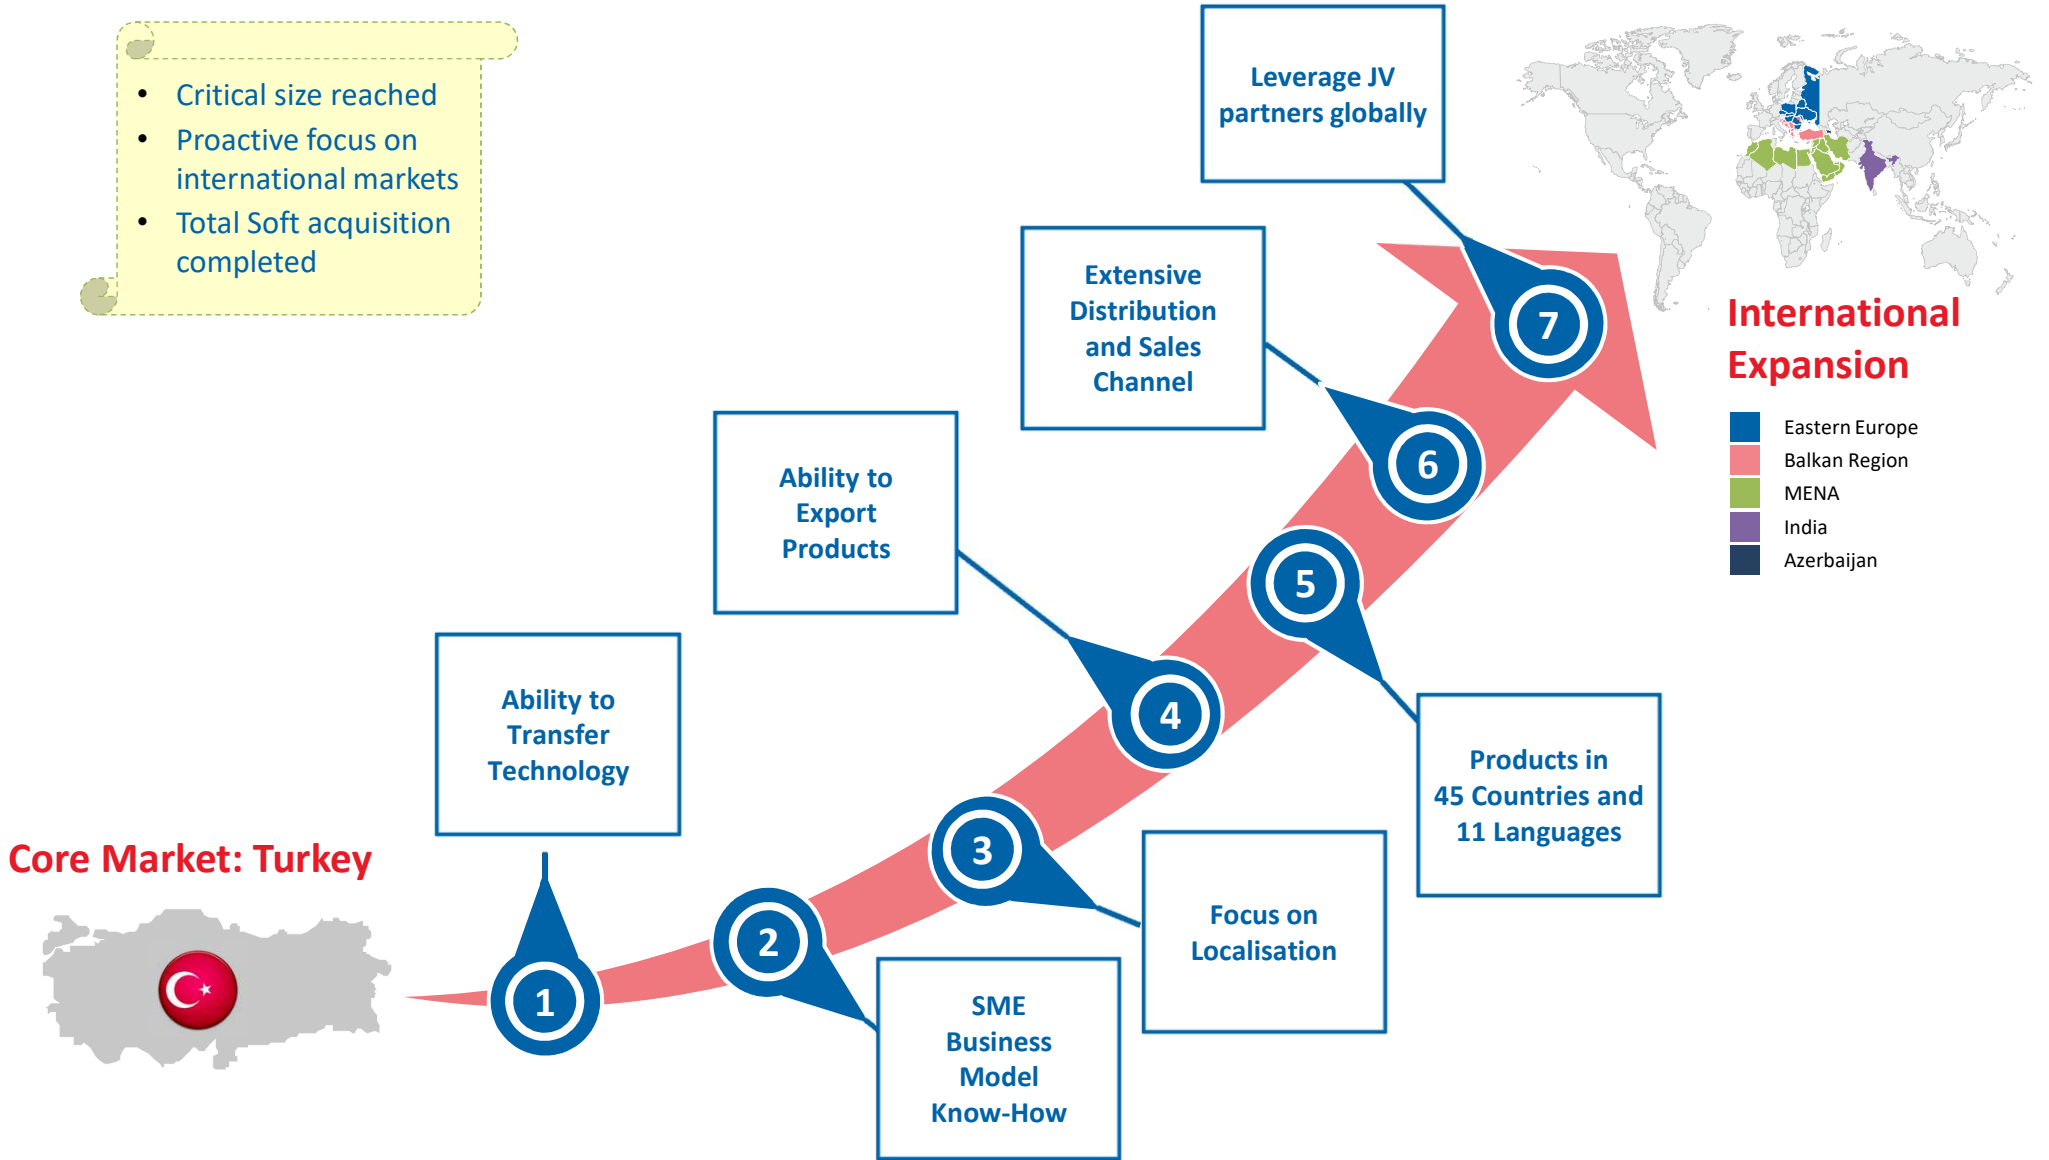 • Critical size reached
• Proactive focus on
international markets
• Total Soft acquisition
completed
Core Market: Turkey
1
Ability to
Transfer
Technology
2
SME
Business
Model
Know-How
3
Focus on
Localisation
4
Ability to
Export
Products
5
Products in
45 Countries and
11 Languages
6
Extensive
Distribution
and Sales
Channel
7
Leverage JV
partners globally
International
Expansion
Eastern Europe
Balkan Region
MENA
India
Azerbaijan